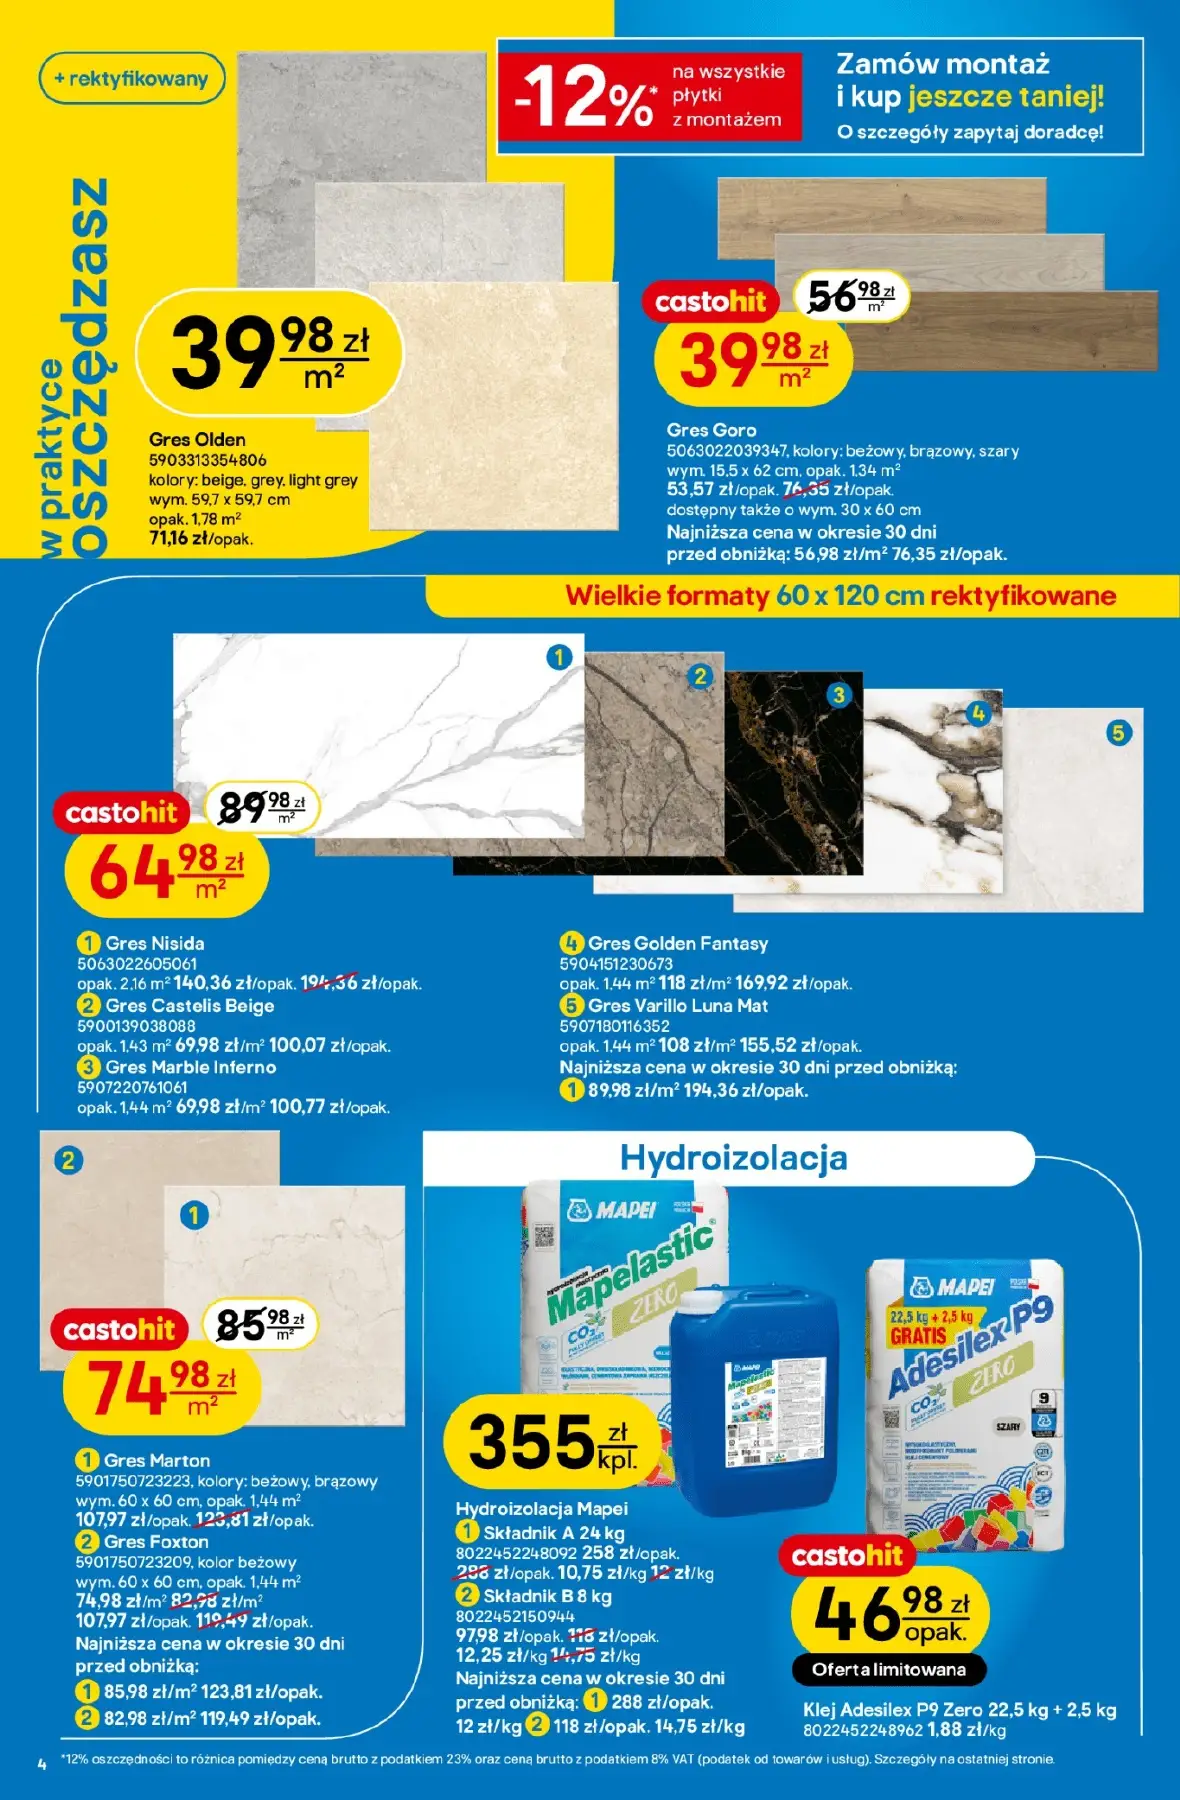 + rektyfikowany
-12%*
na wszystkie
płytki
z montażem
Zamów montaż
i kup jeszcze taniej!
O szczegóły zapytaj doradcę!
w praktyce
oszczędzasz
39 98 zł
m²
Gres Olden
5903313354806
kolory: beige, grey, light grey
wym. 59,7 x 59,7 cm
opak. 1,78 m²
71,16 zł/opak.
castohit
56 98 zł
m²
39 98 zł
m²
Gres Goro
5063022039347, kolory: beżowy, brązowy, szary
wym. 15,5 x 62 cm, opak. 1,34 m²
53,57 zł/opak. 76,35 zł/opak.
dostępny także o wym. 30 x 60 cm
Najniższa cena w okresie 30 dni
przed obniżką: 56,98 zł/m² 76,35 zł/opak.
Wielkie formaty 60 x 120 cm rektyfikowane
1
2
3
4
5
castohit
89 98 zł
m²
64 98 zł
m²
1 Gres Nisida
5063022605061
opak. 2,16 m² 140,36 zł/opak. 194,36 zł/opak.
2 Gres Castelis Beige
5900139038088
opak. 1,43 m² 69,98 zł/m² 100,07 zł/opak.
3 Gres Marble Inferno
5907220761061
opak. 1,44 m² 69,98 zł/m² 100,77 zł/opak.
4 Gres Golden Fantasy
5904151230673
opak. 1,44 m² 118 zł/m² 169,92 zł/opak.
5 Gres Varillo Luna Mat
5907180116352
opak. 1,44 m² 108 zł/m² 155,52 zł/opak.
Najniższa cena w okresie 30 dni przed obniżką:
1 89,98 zł/m² 194,36 zł/opak.
2
1
castohit
85 98 zł
m²
74 98 zł
m²
1 Gres Marton
5901750723223, kolory: beżowy, brązowy
wym. 60 x 60 cm, opak. 1,44 m²
107,97 zł/opak. 123,81 zł/opak.
2 Gres Foxton
5901750723209, kolor beżowy
wym. 60 x 60 cm, opak. 1,44 m²
74,98 zł/m² 82,98 zł/m²
107,97 zł/opak. 119,49 zł/opak.
Najniższa cena w okresie 30 dni
przed obniżką:
1 85,98 zł/m² 123,81 zł/opak.
2 82,98 zł/m² 119,49 zł/opak.
Hydroizolacja
MAPEI
Mapelastic
ZERO
CO₂
MAPEI
Mapelastic
ZERO
355 zł
kpl.
Hydroizolacja Mapei
1 Składnik A 24 kg
8022452248092 258 zł/opak.
288 zł/opak. 10,75 zł/kg 12 zł/kg
2 Składnik B 8 kg
8022452150944
97,98 zł/opak. 118 zł/opak.
12,25 zł/kg 14,75 zł/kg
Najniższa cena w okresie 30 dni
przed obniżką: 1 288 zł/opak.
12 zł/kg 2 118 zł/opak. 14,75 zł/kg
MAPEI
22,5 kg + 2,5 kg
GRATIS
Adesilex P9
ZERO
CO₂
SZARY
9
castohit
46 98 zł
opak.
Oferta limitowana
Klej Adesilex P9 Zero 22,5 kg + 2,5 kg
8022452248962 1,88 zł/kg
4
*12% oszczędności to różnica pomiędzy ceną brutto z podatkiem 23% oraz ceną brutto z podatkiem 8% VAT (podatek od towarów i usług). Szczegóły na ostatniej stronie.